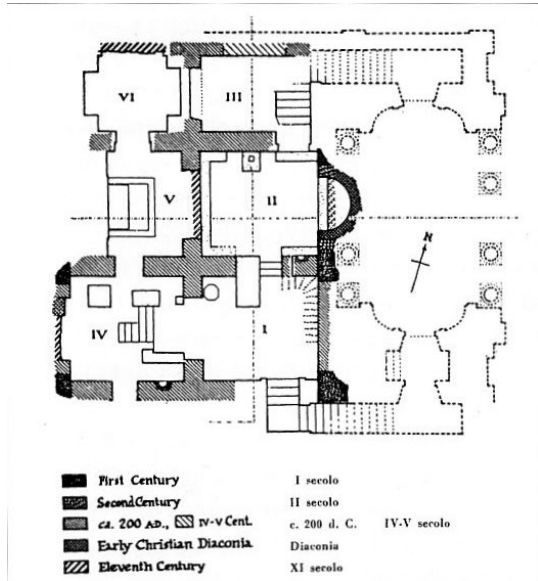 VI
III
V
II
N
IV
I
First Century I secolo
Second Century II secolo
ca. 200 AD., IV-V Cent. c. 200 d. C. IV-V secolo
Early Christian Diaconia Diaconia
Eleventh Century XI secolo